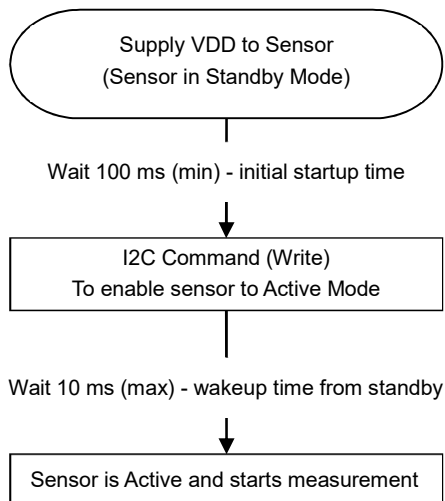 Supply VDD to Sensor
(Sensor in Standby Mode)
Wait 100 ms (min) - initial startup time
I2C Command (Write)
To enable sensor to Active Mode
Wait 10 ms (max) - wakeup time from standby
Sensor is Active and starts measurement